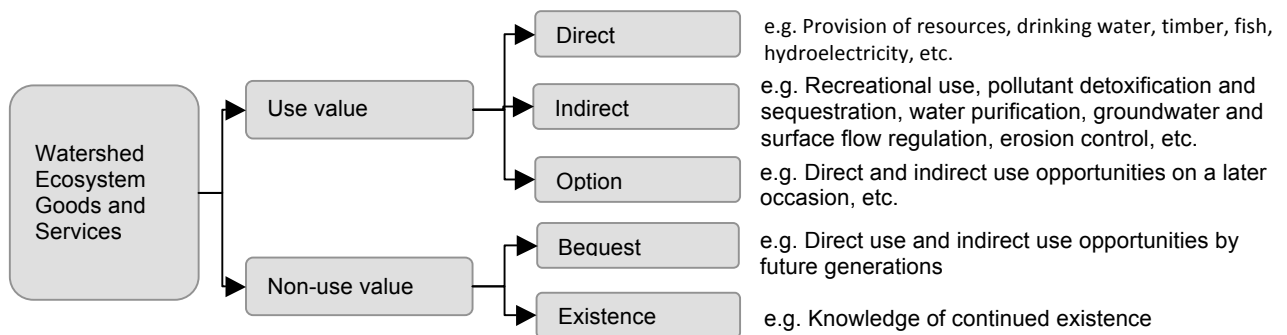 Watershed
Ecosystem
Goods and
Services
Use value
Non-use value
Direct
e.g. Provision of resources, drinking water, timber, fish,
hydroelectricity, etc.
Indirect
e.g. Recreational use, pollutant detoxification and
sequestration, water purification, groundwater and
surface flow regulation, erosion control, etc.
Option
e.g. Direct and indirect use opportunities on a later
occasion, etc.
Bequest
e.g. Direct use and indirect use opportunities by
future generations
Existence
e.g. Knowledge of continued existence